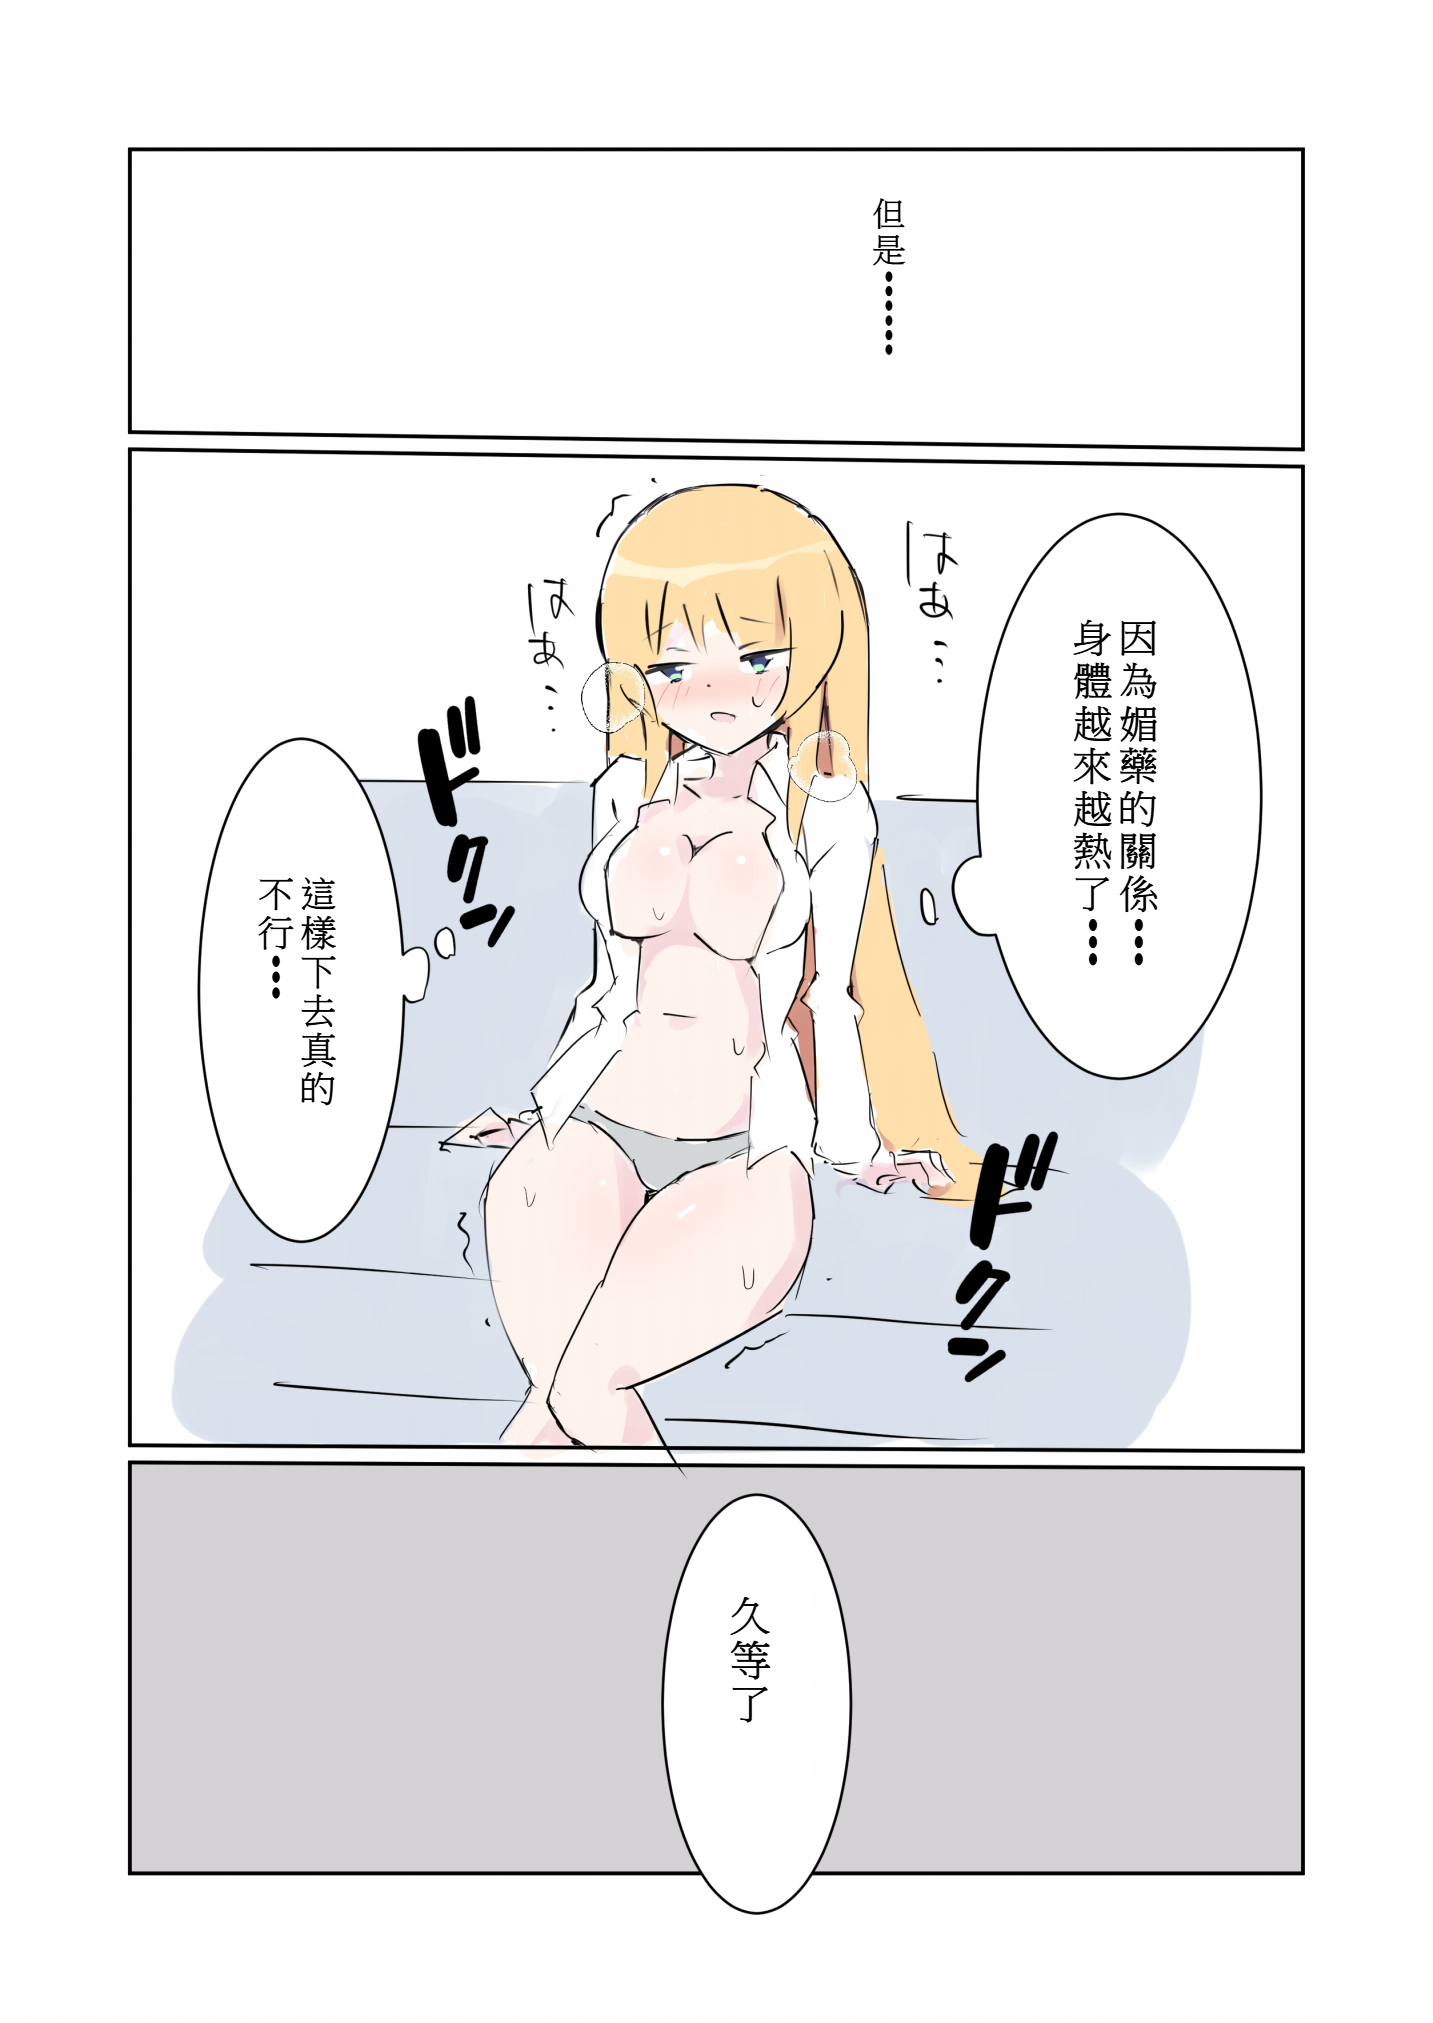 但是……
因為媚藥的關係……
身體越來越熱了……
はあ…
はぁ…
ドクン
這樣下去真的
不行…
ドクン
久等了